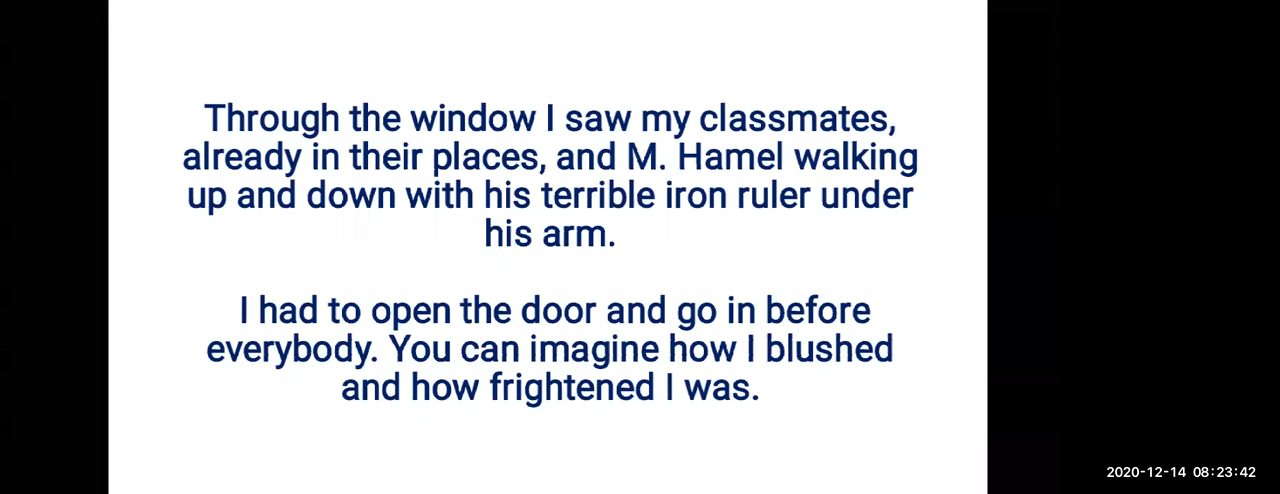 Through the window I saw my classmates,
already in their places, and M. Hamel walking
up and down with his terrible iron ruler under
his arm.
I had to open the door and go in before
everybody. You can imagine how I blushed
and how frightened I was.
2020-12-14 08:23:42